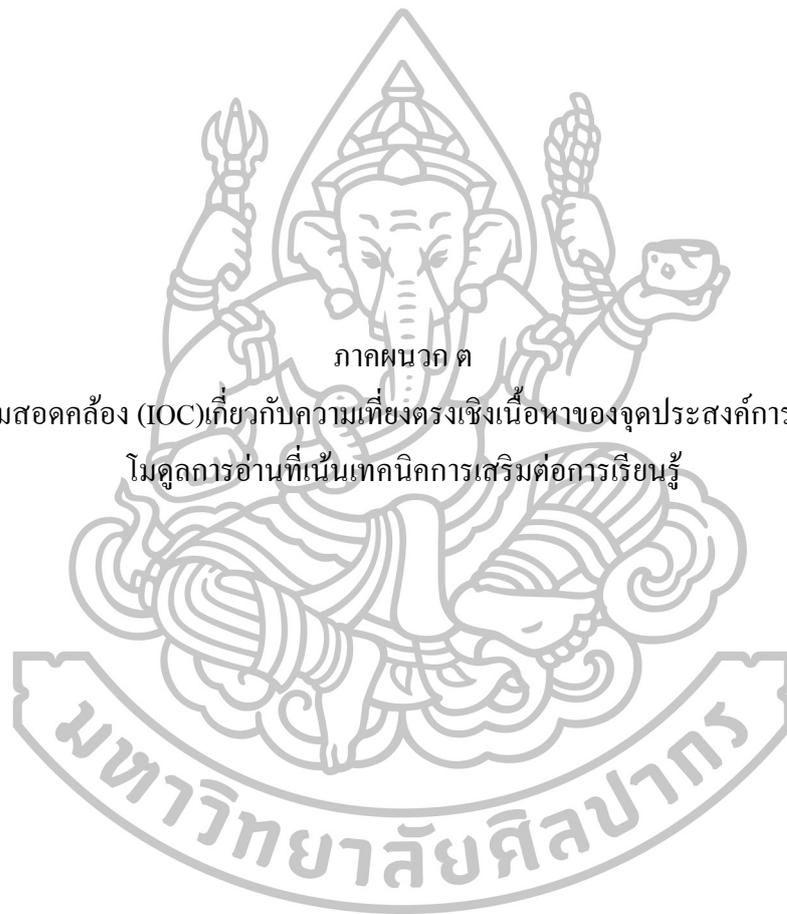 ภาคผนวก ต
มสอดคล้อง (IOC)เกี่ยวกับความเที่ยงตรงเชิงเนื้อหาของจุดประสงค์การ
โมดูลการอ่านที่เน้นเทคนิคการเสริมต่อการเรียนรู้
มหาวิทยาลัยศิลปากร